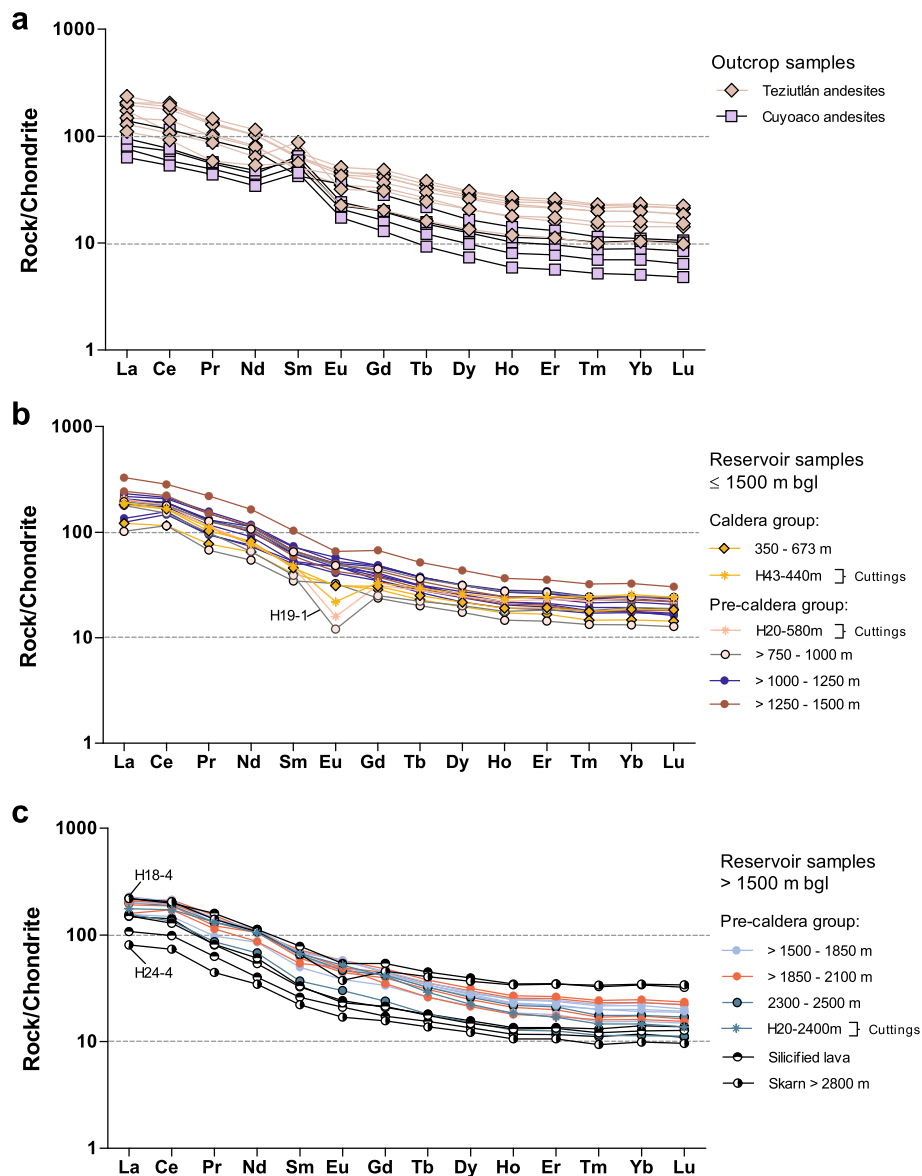 a
1000
100
10
1
Rock/Chondrite
La Ce Pr Nd Sm Eu Gd Tb Dy Ho Er Tm Yb Lu
Outcrop samples
Teziutlán andesites
Cuyoaco andesites
b
1000
100
10
1
Rock/Chondrite
H19-1
La Ce Pr Nd Sm Eu Gd Tb Dy Ho Er Tm Yb Lu
Reservoir samples
≤ 1500 m bgl
Caldera group:
350 - 673 m
H43-440m Cuttings
Pre-caldera group:
H20-580m Cuttings
> 750 - 1000 m
> 1000 - 1250 m
> 1250 - 1500 m
c
1000
100
10
1
Rock/Chondrite
H18-4
H24-4
La Ce Pr Nd Sm Eu Gd Tb Dy Ho Er Tm Yb Lu
Reservoir samples
> 1500 m bgl
Pre-caldera group:
> 1500 - 1850 m
> 1850 - 2100 m
2300 - 2500 m
H20-2400m Cuttings
Silicified lava
Skarn > 2800 m